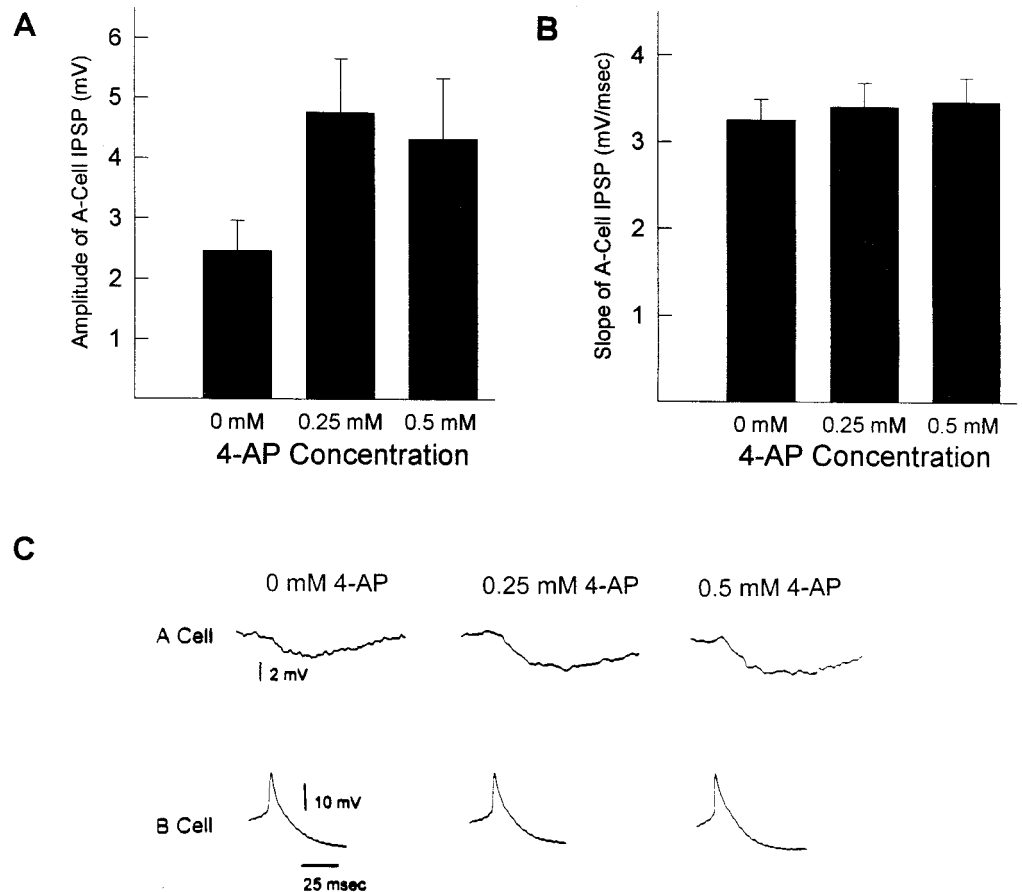 A
Amplitude of A-Cell IPSP (mV)
6
5
4
3
2
1
0 mM
0.25 mM
0.5 mM
4-AP Concentration
B
Slope of A-Cell IPSP (mV/msec)
4
3
2
1
0 mM
0.25 mM
0.5 mM
4-AP Concentration
C
0 mM 4-AP
0.25 mM 4-AP
0.5 mM 4-AP
A Cell
2 mV
B Cell
10 mV
25 msec